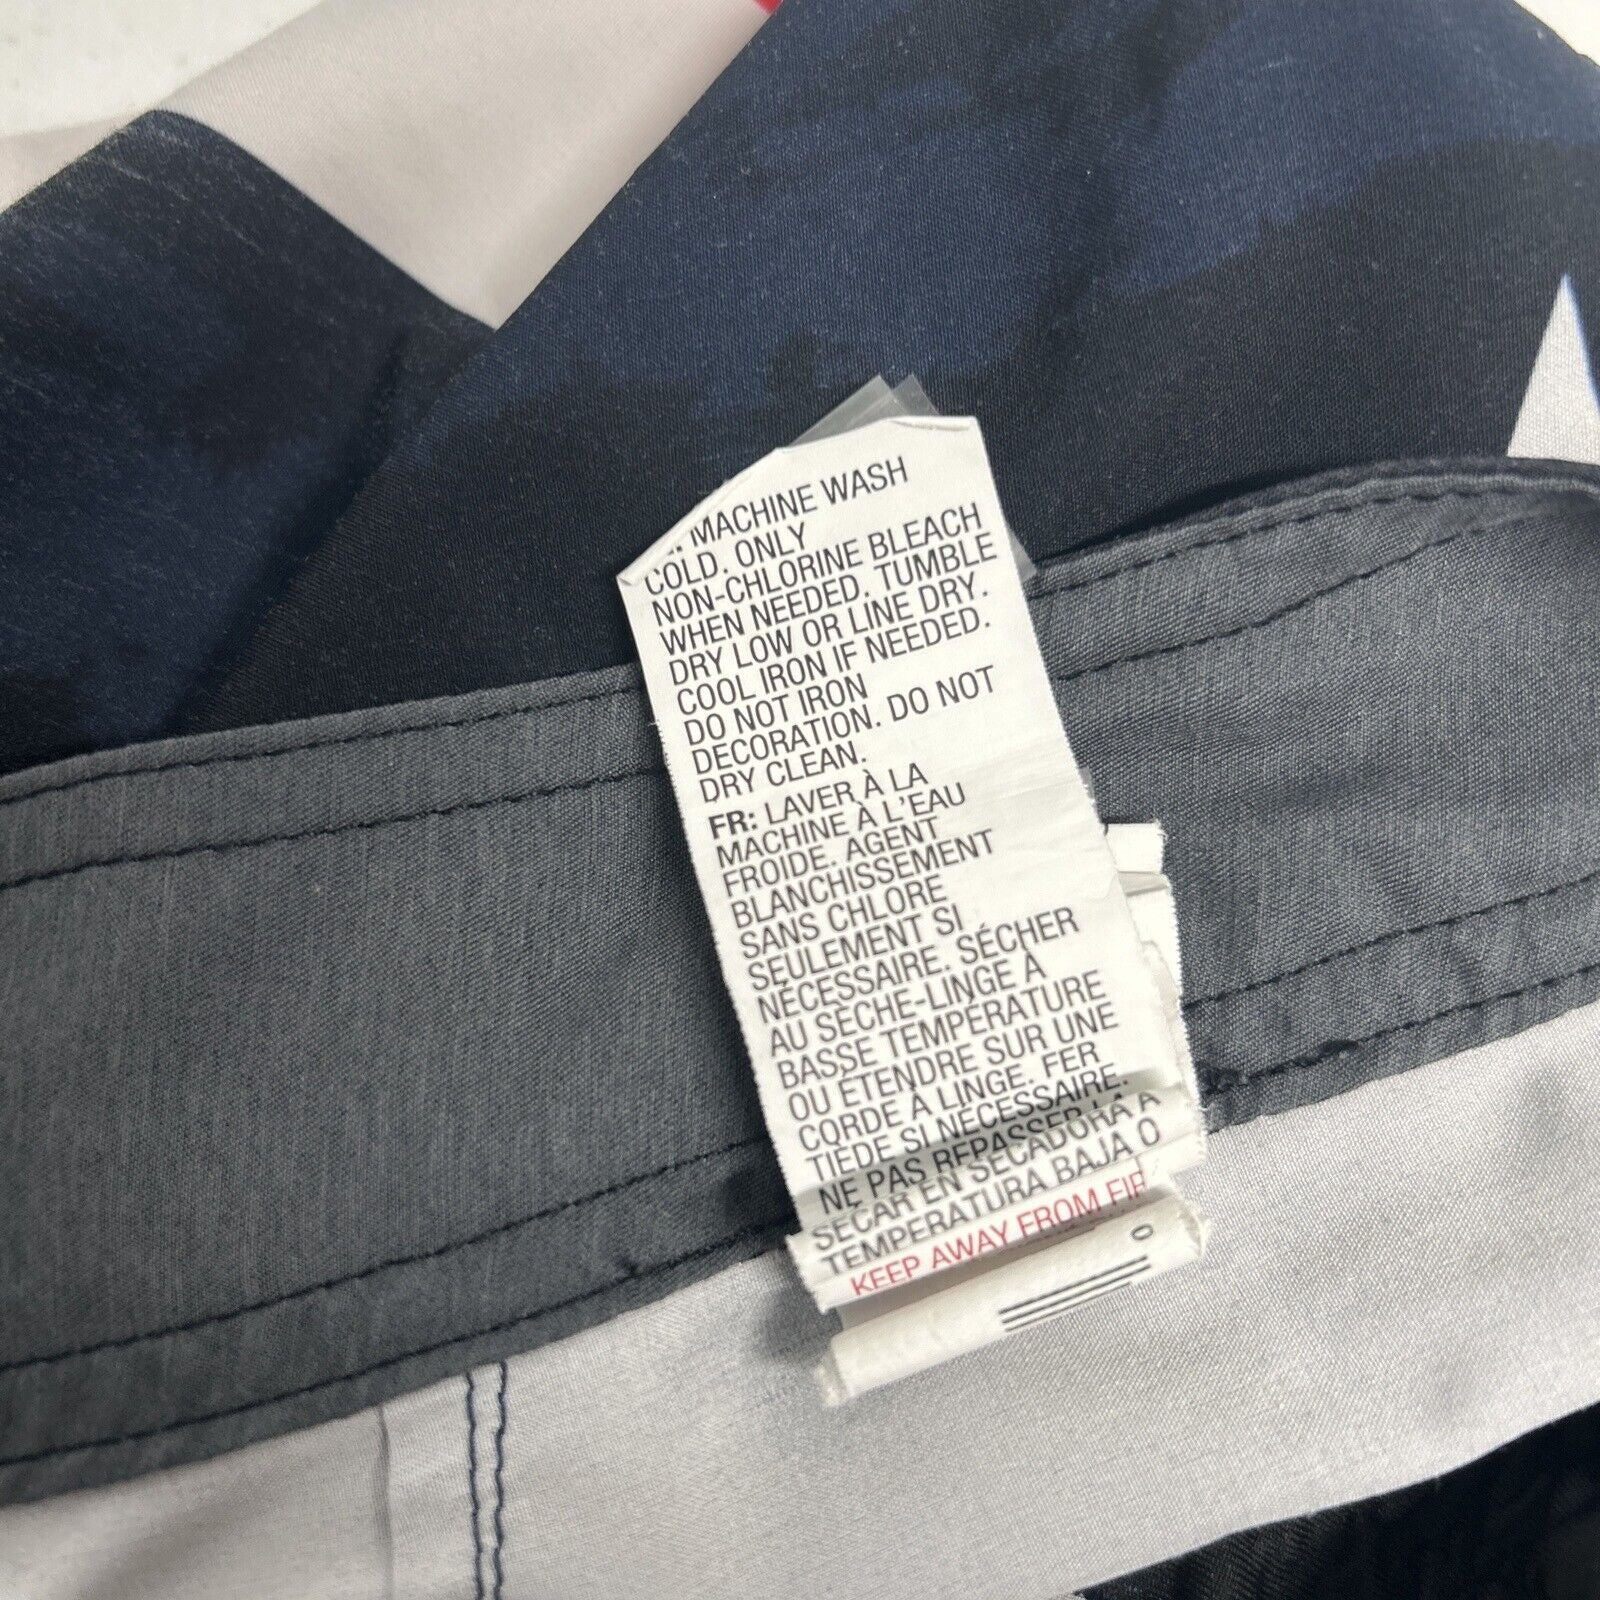 MACHINE WASH
COLD. ONLY
NON-CHLORINE BLEACH
WHEN NEEDED. TUMBLE
DRY LOW OR LINE DRY.
COOL IRON IF NEEDED.
DO NOT IRON
DECORATION. DO NOT
DRY CLEAN.
FR: LAVER À LA
MACHINE À L'EAU
FROIDE. AGENT
BLANCHISSEMENT
SANS CHLORE
SEULEMENT SI
NÉCESSAIRE. SÉCHER
AU SÈCHE-LINGE À
BASSE TEMPÉRATURE
OU ÉTENDRE SUR UNE
CORDE À LINGE. FER
TIÈDE SI NÉCESSAIRE.
NE PAS REPASSER LA
SECAR EN SECADORA A
TEMPERATURA BAJA O
KEEP AWAY FROM FIR
0